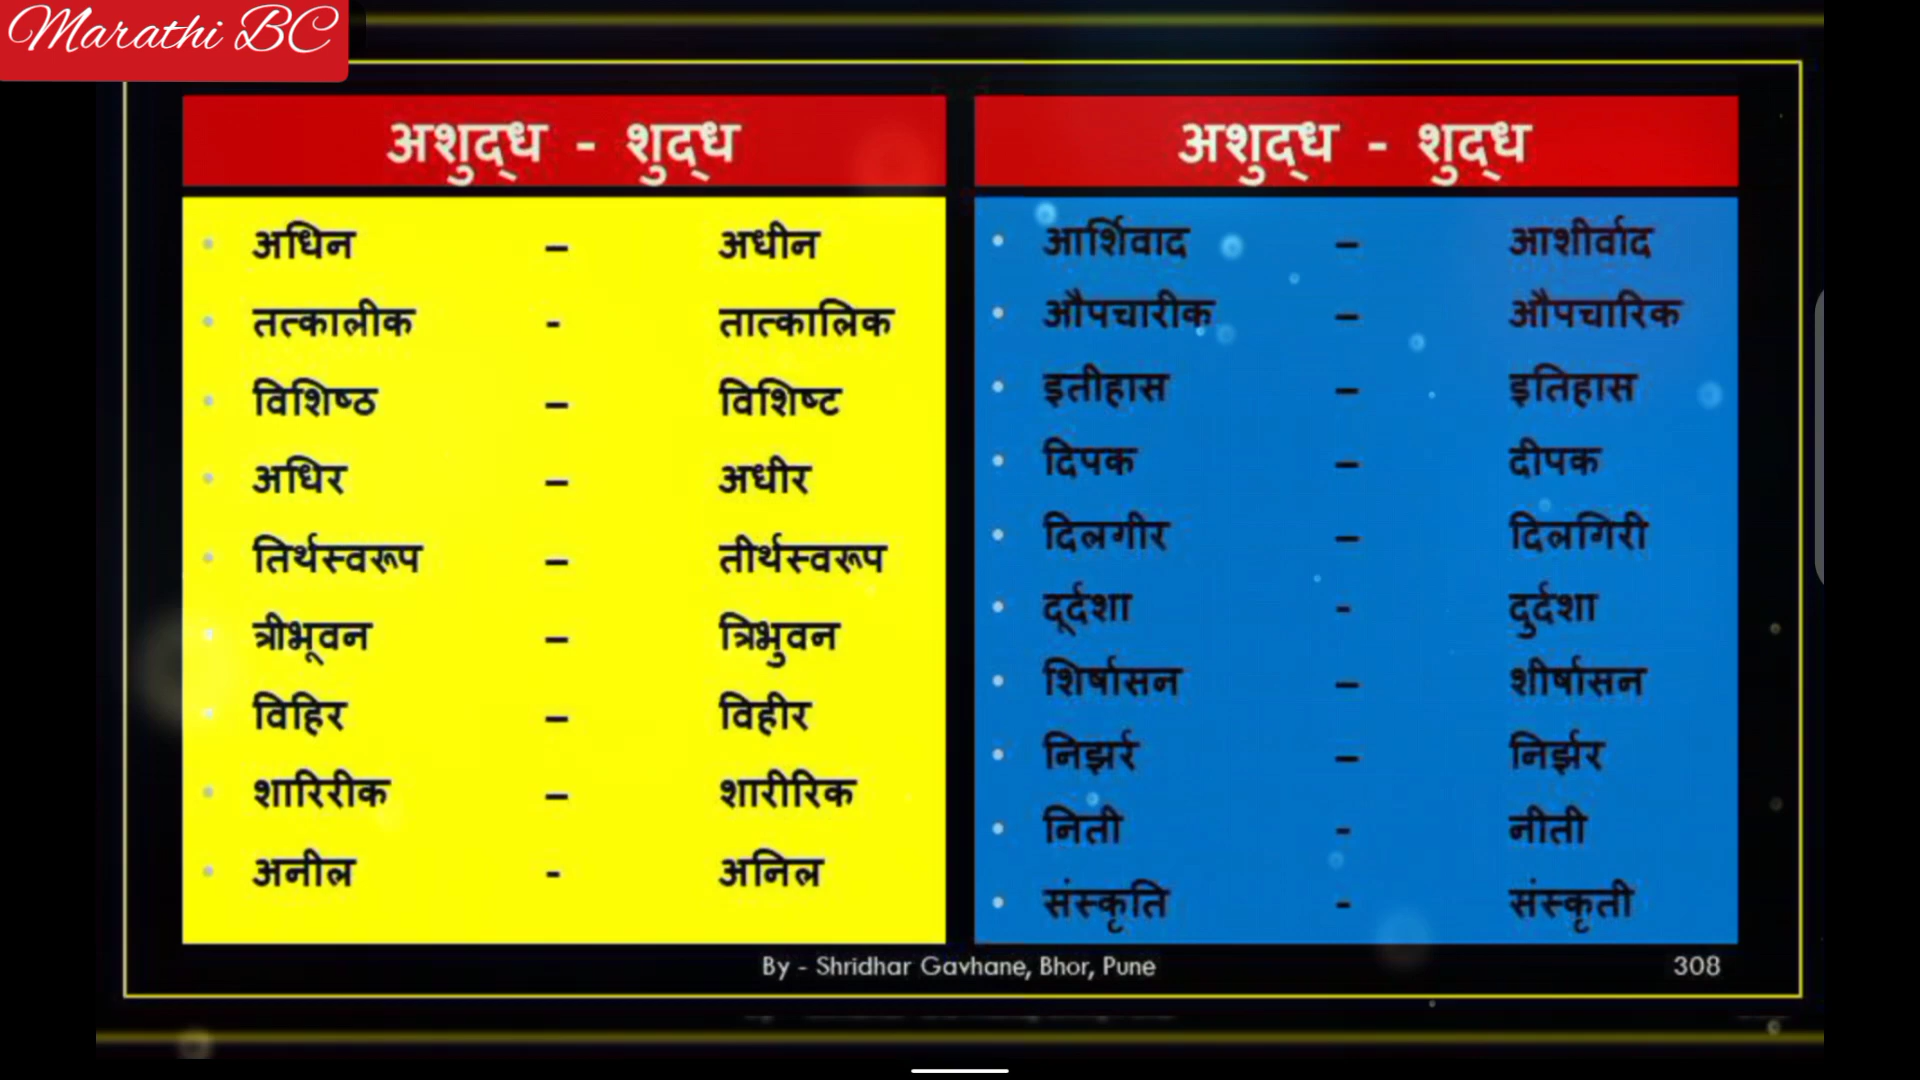 Marathi BC
अशुद्ध - शुद्ध
• अधिन – अधीन
• तत्कालीक - तात्कालिक
• विशिष्ठ – विशिष्ट
• अधिर – अधीर
• तिर्थस्वरूप – तीर्थस्वरूप
• त्रीभूवन – त्रिभुवन
• विहिर – विहीर
• शारिरीक – शारीरिक
• अनील - अनिल
अशुद्ध - शुद्ध
• आर्शिवाद – आशीर्वाद
• औपचारीक – औपचारिक
• इतीहास – इतिहास
• दिपक – दीपक
• दिलगीर – दिलगिरी
• दूर्दशा - दुर्दशा
• शिर्षासन – शीर्षासन
• निझर्र – निर्झर
• निती - नीती
• संस्कृति - संस्कृती
By - Shridhar Gavhane, Bhor, Pune
308